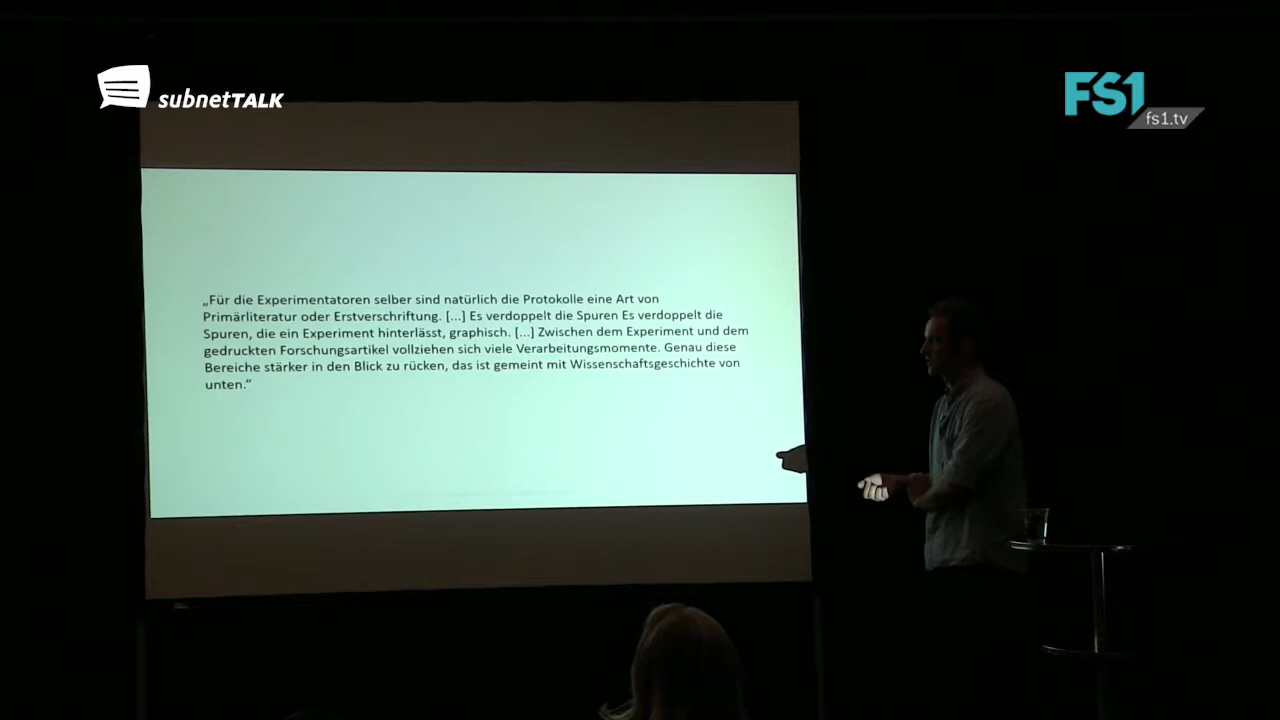 subnetTALK
FS1
fs1.tv
„Für die Experimentatoren selber sind natürlich die Protokolle eine Art von
Primärliteratur oder Erstverschriftung. [...] Es verdoppelt die Spuren Es verdoppelt die
Spuren, die ein Experiment hinterlässt, graphisch. [...] Zwischen dem Experiment und dem
gedruckten Forschungsartikel vollziehen sich viele Verarbeitungsmomente. Genau diese
Bereiche stärker in den Blick zu rücken, das ist gemeint mit Wissenschaftsgeschichte von
unten.“